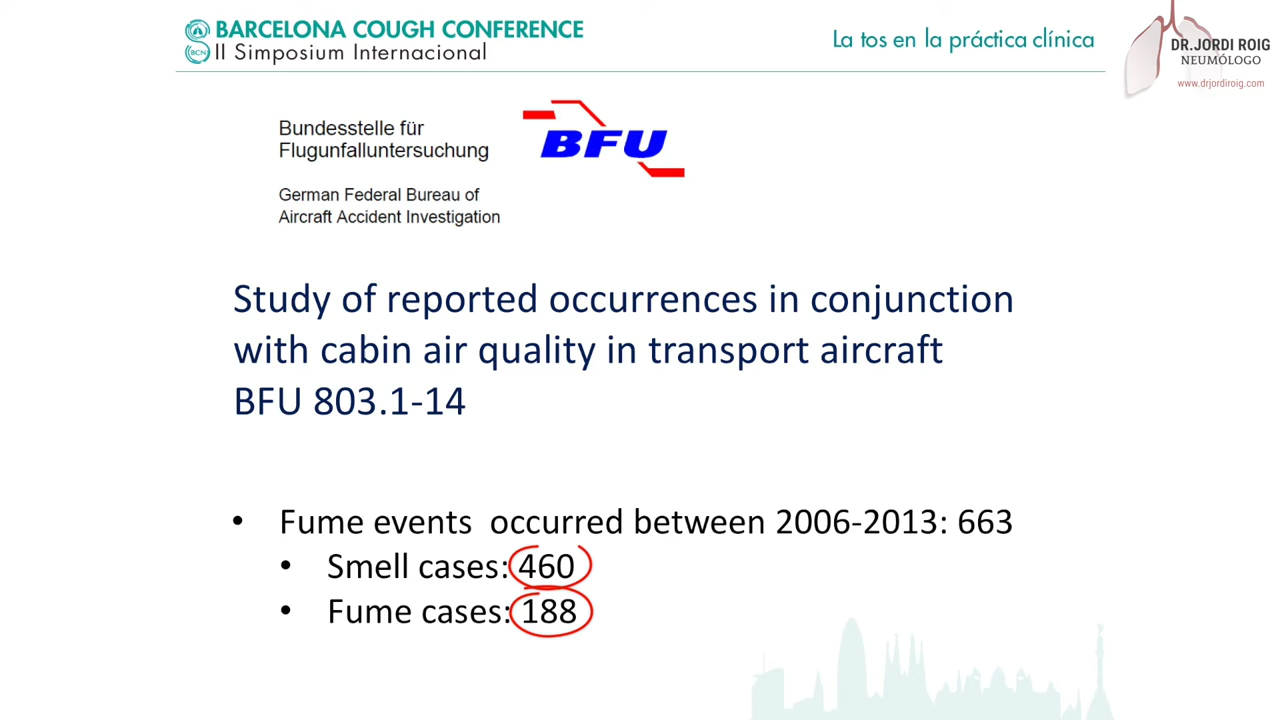 BARCELONA COUGH CONFERENCE
BCN
II Simposium Internacional
La tos en la práctica clínica
DR.JORDI ROIG
NEUMÓLOGO
www.drjordiroig.com
Bundesstelle für
Flugunfalluntersuchung
BFU
German Federal Bureau of
Aircraft Accident Investigation
Study of reported occurrences in conjunction
with cabin air quality in transport aircraft
BFU 803.1-14
• Fume events occurred between 2006-2013: 663
• Smell cases: 460
• Fume cases: 188